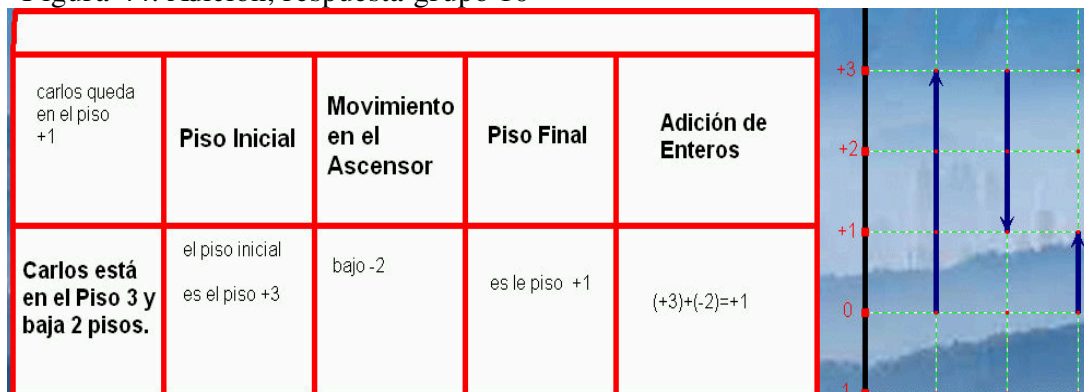 carlos queda
en el piso
+1
Piso Inicial
Movimiento
en el
Ascensor
Piso Final
Adición de
Enteros
Carlos está
en el Piso 3 y
baja 2 pisos.
el piso inicial
es el piso +3
bajo -2
es le piso +1
(+3)+(-2)=+1
+3
+2
+1
0